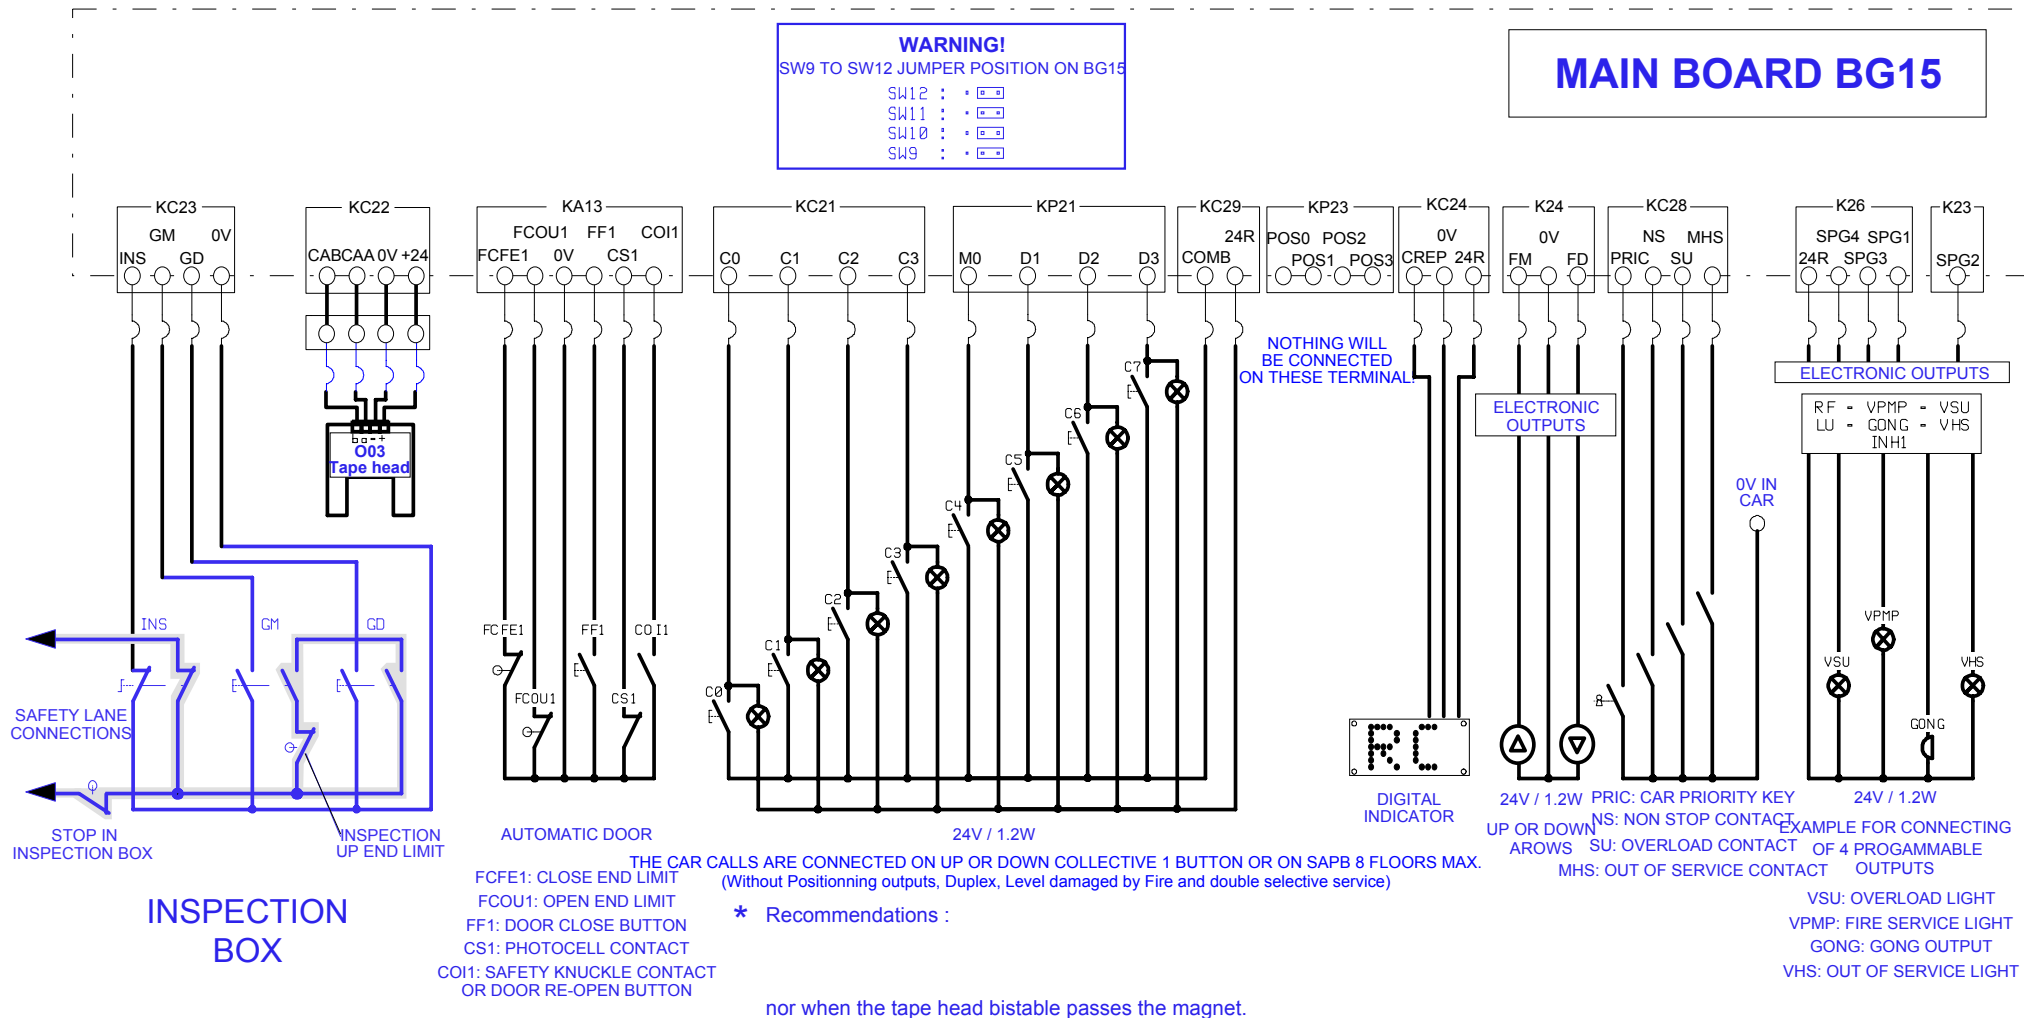 WARNING!
SW9 TO SW12 JUMPER POSITION ON BG15
SW12 :
SW11 :
SW10 :
SW9 :
MAIN BOARD BG15
KC23
GM 0V
INS GD
KC22
CAB CAA 0V +24
KA13
FCOU1 FF1 COI1
FCFE1 0V CS1
KC21
C0 C1 C2 C3
KP21
M0 D1 D2 D3
KC29
24R
COMB
KP23
POS0 POS2
POS1 POS3
KC24
0V
CREP 24R
K24
0V
FM FD
KC28
NS MHS
PRIC SU
K26
SPG4 SPG1
24R SPG3
K23
SPG2
O03
Tape head
NOTHING WILL
BE CONNECTED
ON THESE TERMINAL!
ELECTRONIC
OUTPUTS
ELECTRONIC OUTPUTS
RF - VPMP - VSU
LU - GONG - VHS
INH1
0V IN
CAR
C7
C6
C5
C4
C3
C2
C1
C0
INS GM GD
FCFE1 FF1 COI1
FCOU1 CS1
VPMP
VSU VHS
GONG
SAFETY LANE
CONNECTIONS
STOP IN
INSPECTION BOX
INSPECTION
UP END LIMIT
INSPECTION
BOX
AUTOMATIC DOOR
FCFE1: CLOSE END LIMIT
FCOU1: OPEN END LIMIT
FF1: DOOR CLOSE BUTTON
CS1: PHOTOCELL CONTACT
COI1: SAFETY KNUCKLE CONTACT
OR DOOR RE-OPEN BUTTON
24V / 1.2W
THE CAR CALLS ARE CONNECTED ON UP OR DOWN COLLECTIVE 1 BUTTON OR ON SAPB 8 FLOORS MAX.
(Without Positionning outputs, Duplex, Level damaged by Fire and double selective service)
* Recommendations :
nor when the tape head bistable passes the magnet.
RC
DIGITAL
INDICATOR
24V / 1.2W
UP OR DOWN
AROWS
PRIC: CAR PRIORITY KEY
NS: NON STOP CONTACT
SU: OVERLOAD CONTACT
MHS: OUT OF SERVICE CONTACT
24V / 1.2W
EXAMPLE FOR CONNECTING
OF 4 PROGAMMABLE
OUTPUTS
VSU: OVERLOAD LIGHT
VPMP: FIRE SERVICE LIGHT
GONG: GONG OUTPUT
VHS: OUT OF SERVICE LIGHT